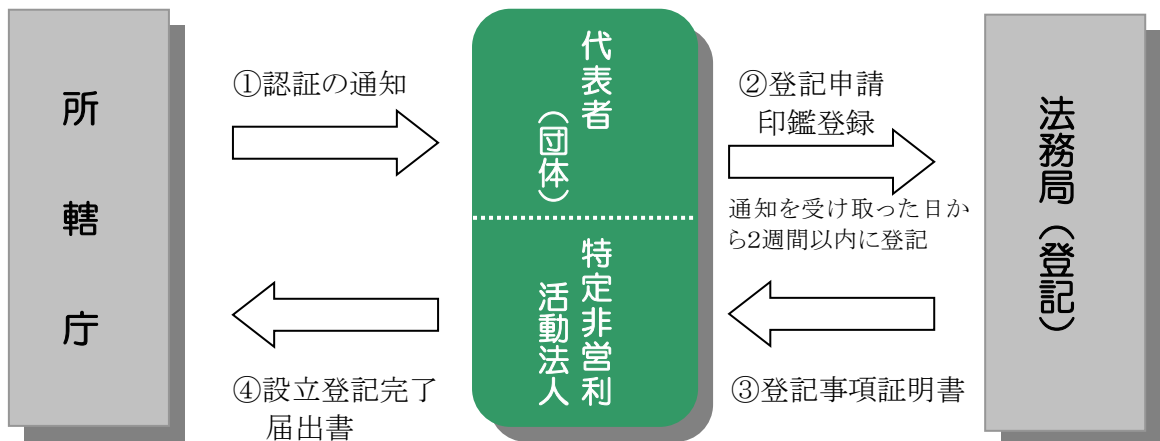 所轄庁
①認証の通知
代表者
（団体）
②登記申請
印鑑登録
通知を受け取った日か
ら2週間以内に登記
法務局（登記）
特定非営利
活動法人
③登記事項証明書
④設立登記完了
届出書